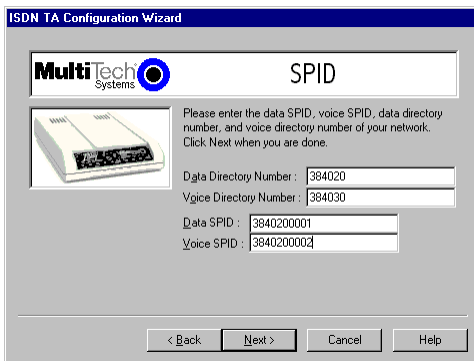 ISDN TA Configuration Wizard
MultiTech Systems
SPID
Please enter the data SPID, voice SPID, data directory
number, and voice directory number of your network.
Click Next when you are done.
Data Directory Number : 384020
Voice Directory Number : 384030
Data SPID : 3840200001
Voice SPID : 3840200002
< Back Next > Cancel Help